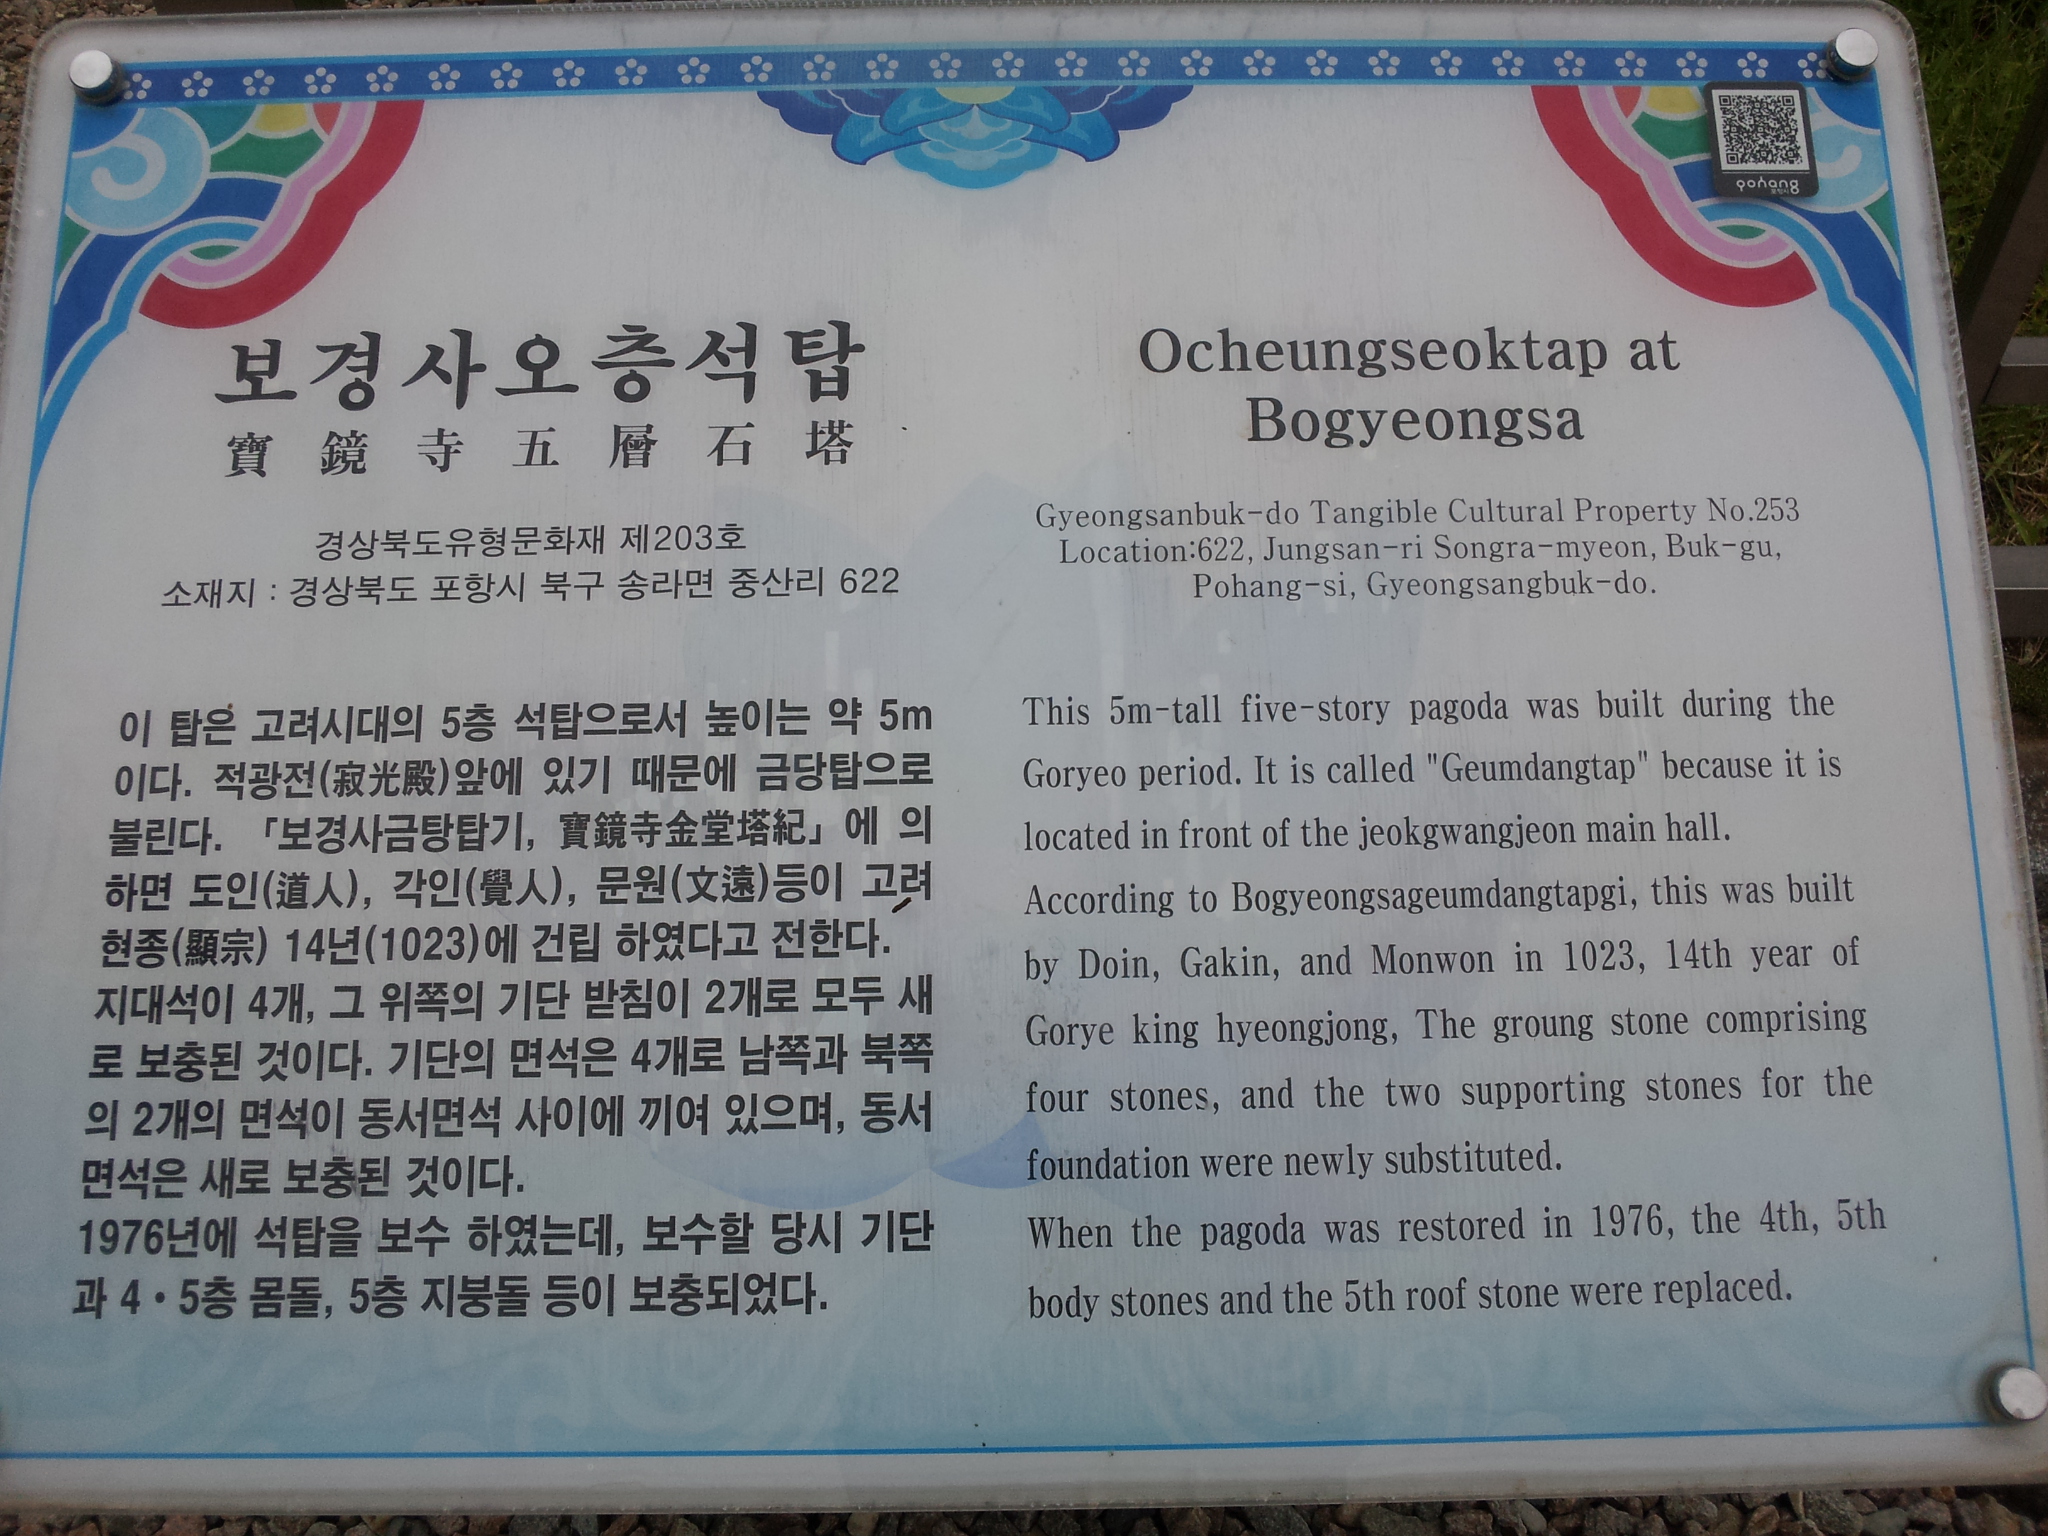 pohang
포항시
보경사오층석탑
寶鏡寺五層石塔
경상북도유형문화재 제203호
소재지 : 경상북도 포항시 북구 송라면 중산리 622
이 탑은 고려시대의 5층 석탑으로서 높이는 약 5m
이다. 적광전(寂光殿)앞에 있기 때문에 금당탑으로
불린다. 「보경사금탕탑기, 寶鏡寺金堂塔紀」에 의
하면 도인(道人), 각인(覺人), 문원(文遠)등이 고려
현종(顯宗) 14년(1023)에 건립 하였다고 전한다.
지대석이 4개, 그 위쪽의 기단 받침이 2개로 모두 새
로 보충된 것이다. 기단의 면석은 4개로 남쪽과 북쪽
의 2개의 면석이 동서면석 사이에 끼여 있으며, 동서
면석은 새로 보충된 것이다.
1976년에 석탑을 보수 하였는데, 보수할 당시 기단
과 4·5층 몸돌, 5층 지붕돌 등이 보충되었다.
Ocheungseoktap at
Bogyeongsa
Gyeongsanbuk-do Tangible Cultural Property No.253
Location:622, Jungsan-ri Songra-myeon, Buk-gu,
Pohang-si, Gyeongsangbuk-do.
This 5m-tall five-story pagoda was built during the
Goryeo period. It is called "Geumdangtap" because it is
located in front of the jeokgwangjeon main hall.
According to Bogyeongsageumdangtapgi, this was built
by Doin, Gakin, and Monwon in 1023, 14th year of
Gorye king hyeongjong, The groung stone comprising
four stones, and the two supporting stones for the
foundation were newly substituted.
When the pagoda was restored in 1976, the 4th, 5th
body stones and the 5th roof stone were replaced.